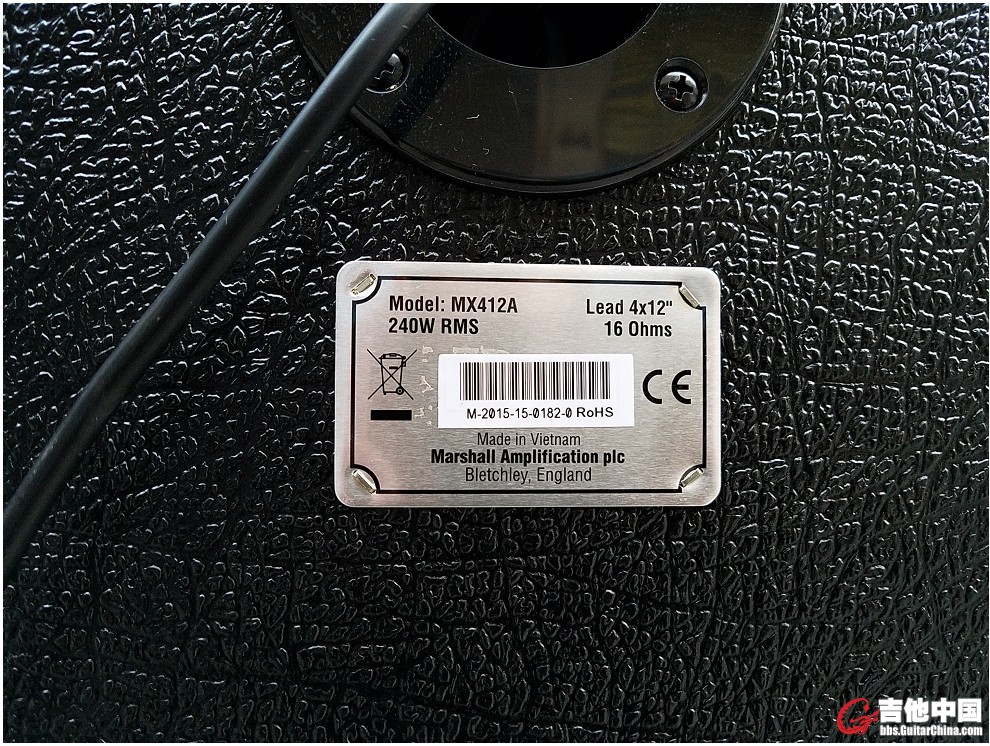 Model: MX412A
Lead 4x12"
240W RMS
16 Ohms
CE
M-2015-15-0182-0 RoHS
Made in Vietnam
Marshall Amplification plc
Bletchley, England
吉他中国
bbs.GuitarChina.com